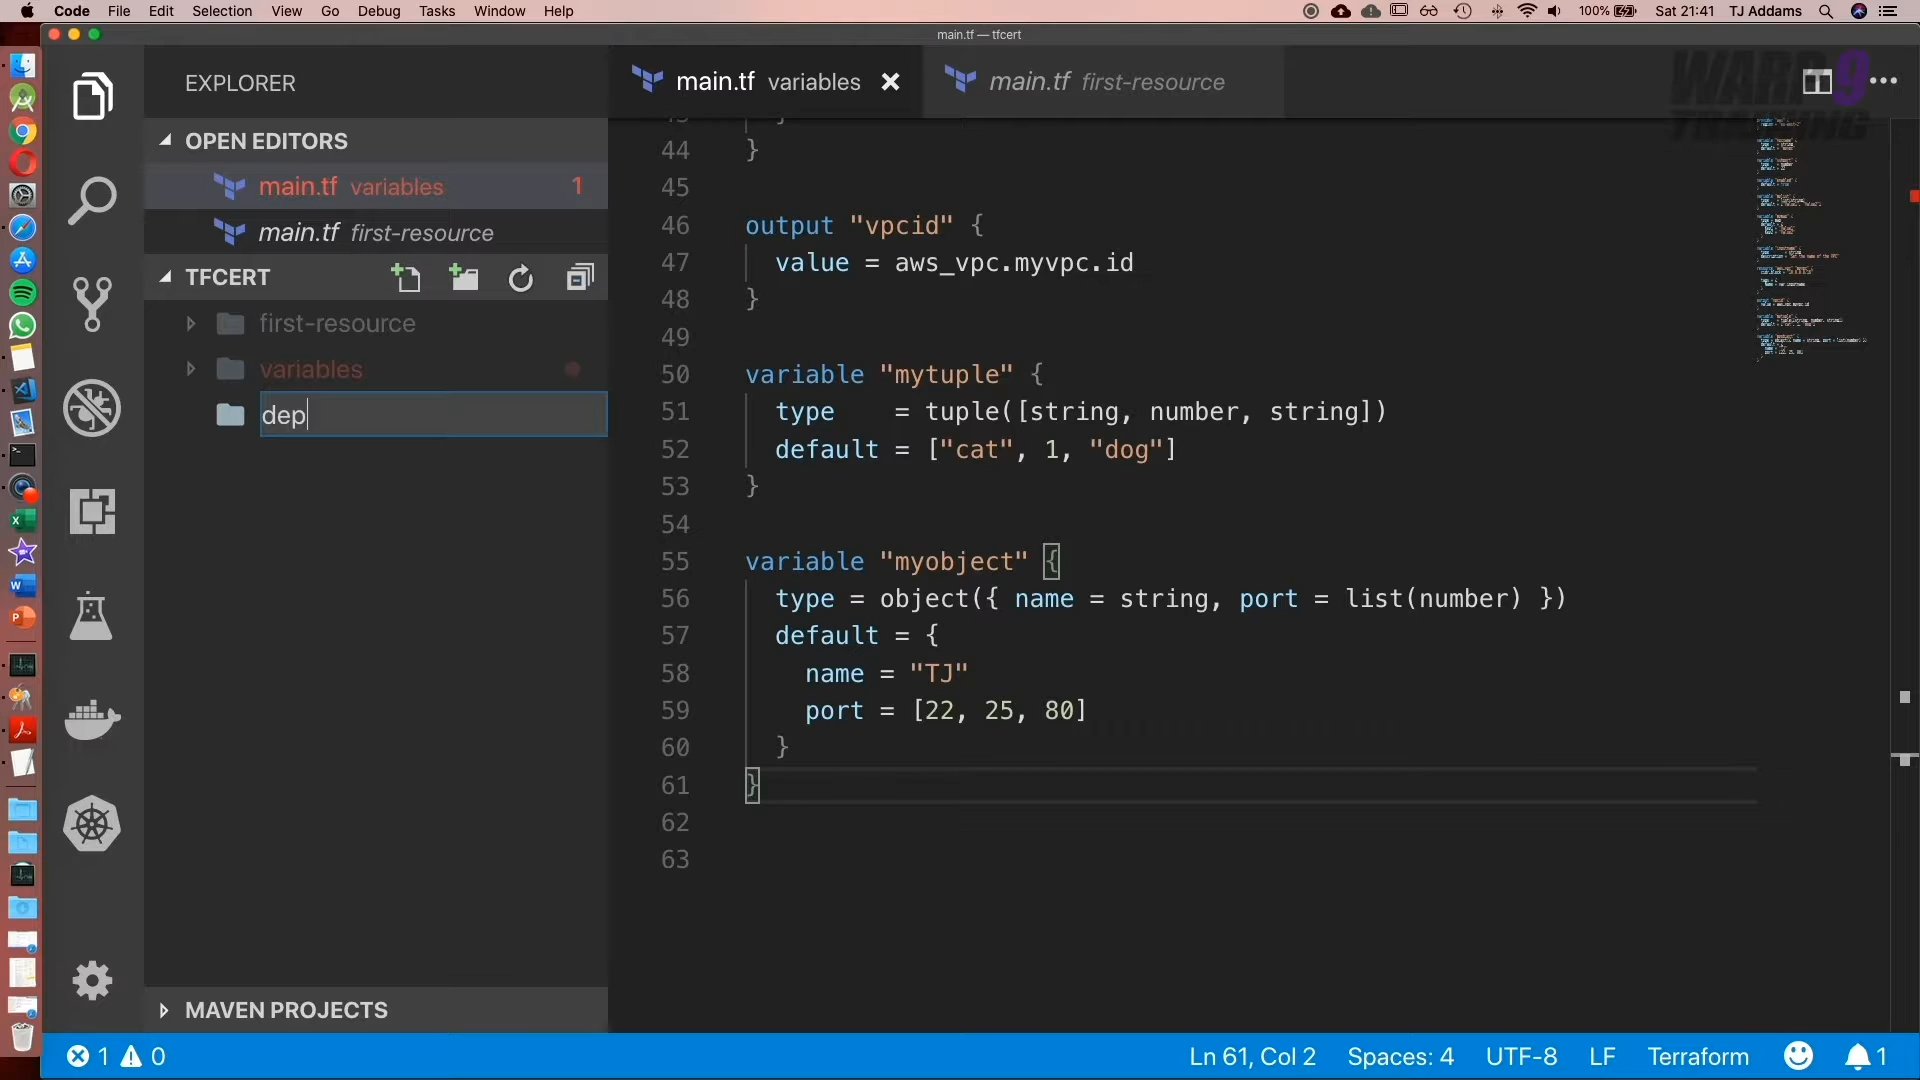 Code File Edit Selection View Go Debug Tasks Window Help
100% Sat 21:41 TJ Addams
main.tf — tfcert
EXPLORER
OPEN EDITORS
main.tf variables 1
main.tf first-resource
TFCERT
first-resource
variables
dep
MAVEN PROJECTS
main.tf variables
main.tf first-resource
WARP 9
TRAINING
44 }
45
46 output "vpcid" {
47 value = aws_vpc.myvpc.id
48 }
49
50 variable "mytuple" {
51 type    = tuple([string, number, string])
52 default = ["cat", 1, "dog"]
53 }
54
55 variable "myobject" {
56 type = object({ name = string, port = list(number) })
57 default = {
58 name = "TJ"
59 port = [22, 25, 80]
60 }
61 }
62
63
1 0
Ln 61, Col 2 Spaces: 4 UTF-8 LF Terraform 1